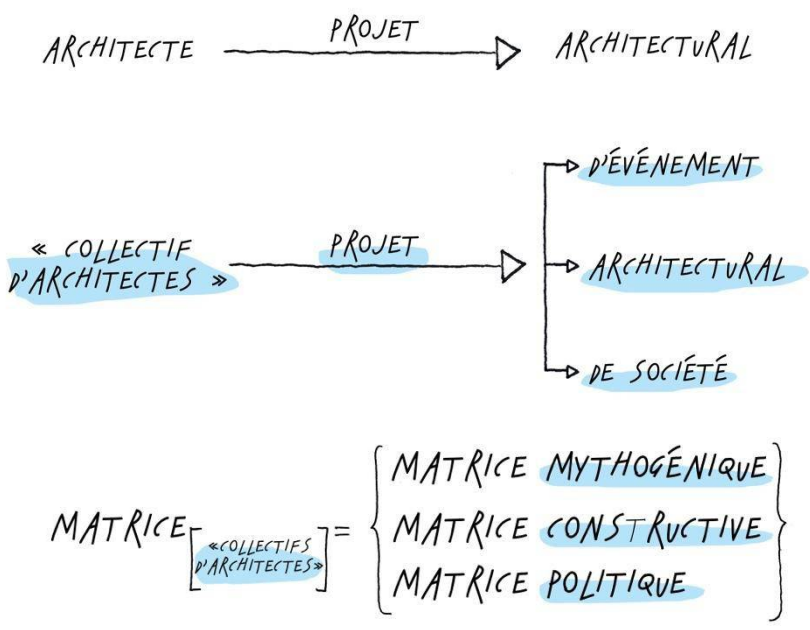 ARCHITECTE PROJET ARCHITECTURAL
D'ÉVÉNEMENT
« COLLECTIF
D'ARCHITECTES » PROJET ARCHITECTURAL
DE SOCIÉTÉ
MATRICE [«COLLECTIFS
D'ARCHITECTES»] = {
MATRICE MYTHOGÉNIQUE
MATRICE CONSTRUCTIVE
MATRICE POLITIQUE }